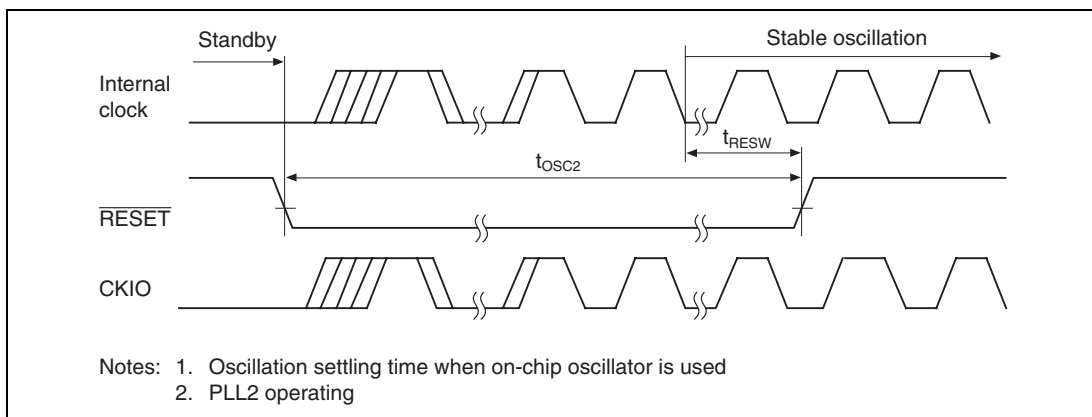 Standby
Stable oscillation
Internal
clock
tRESW
tOSC2
RESET
CKIO
Notes: 1. Oscillation settling time when on-chip oscillator is used
2. PLL2 operating